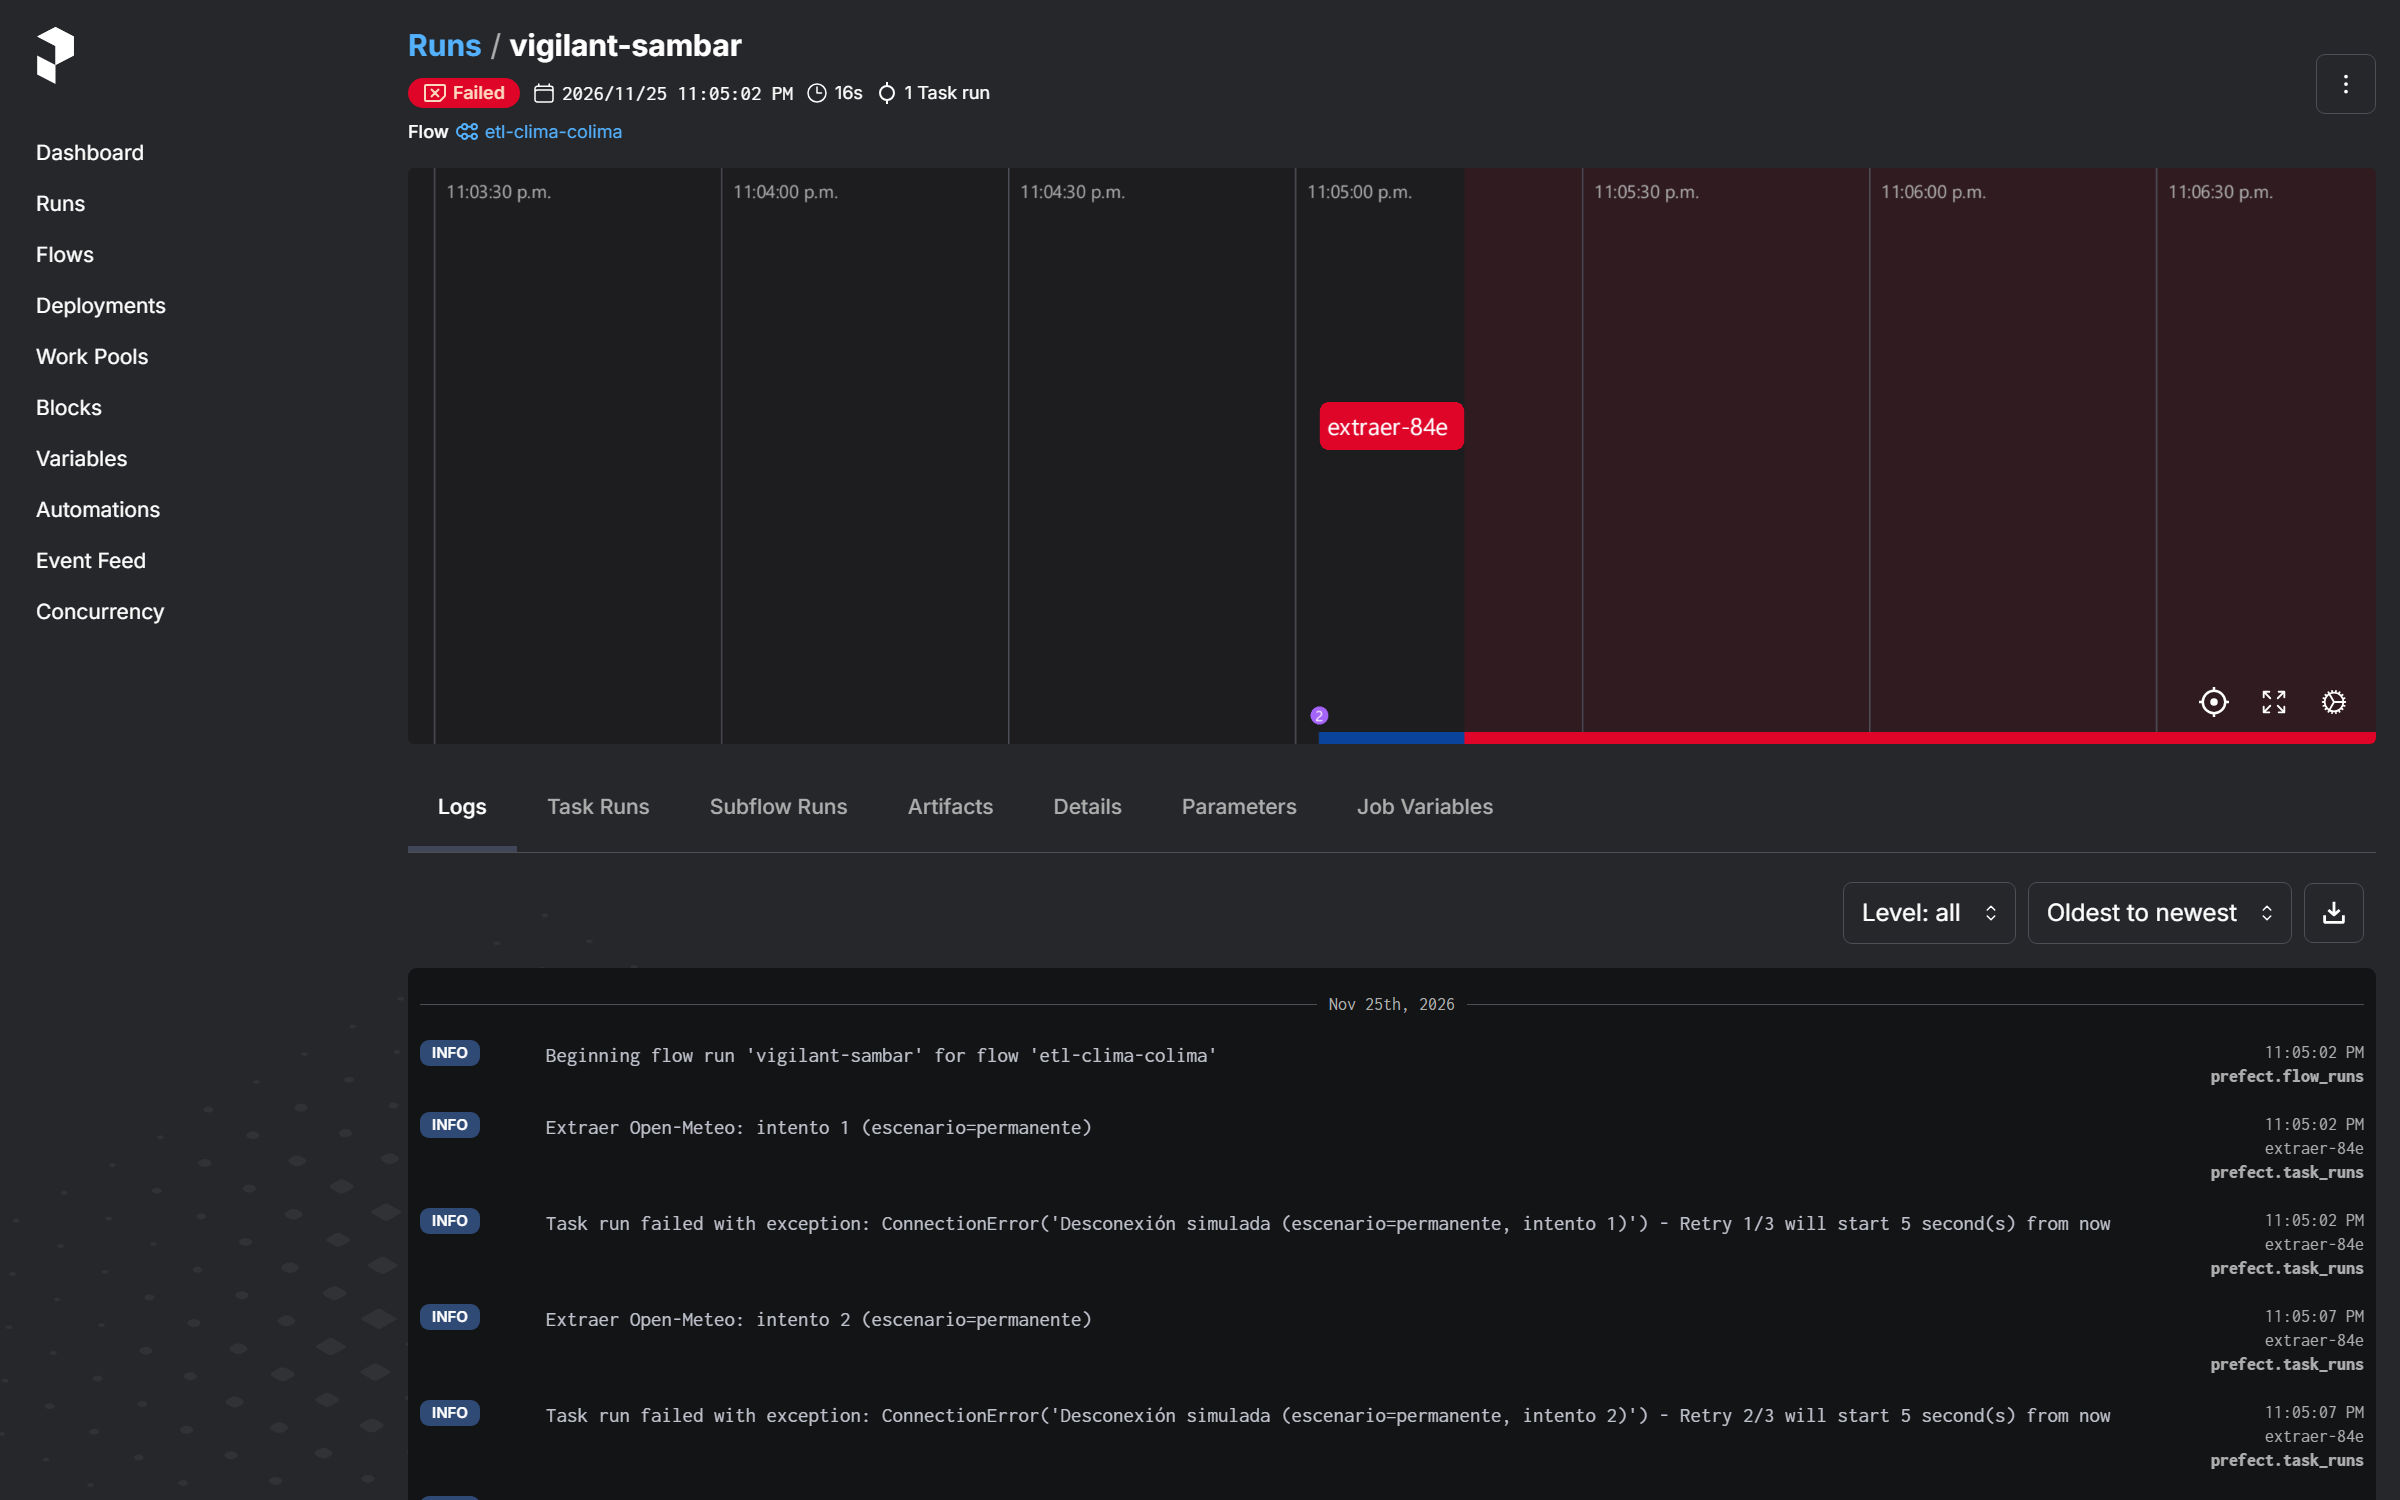 Runs / vigilant-sambar
Failed 2026/11/25 11:05:02 PM 16s 1 Task run
Flow etl-clima-colima
Dashboard
Runs
Flows
Deployments
Work Pools
Blocks
Variables
Automations
Event Feed
Concurrency
11:03:30 p.m. 11:04:00 p.m. 11:04:30 p.m. 11:05:00 p.m. 11:05:30 p.m. 11:06:00 p.m. 11:06:30 p.m.
extraer-84e
2
Logs Task Runs Subflow Runs Artifacts Details Parameters Job Variables
Level: all Oldest to newest
Nov 25th, 2026
INFO Beginning flow run 'vigilant-sambar' for flow 'etl-clima-colima' 11:05:02 PM
prefect.flow_runs
INFO Extraer Open-Meteo: intento 1 (escenario=permanente) 11:05:02 PM
extraer-84e
prefect.task_runs
INFO Task run failed with exception: ConnectionError('Desconexión simulada (escenario=permanente, intento 1)') - Retry 1/3 will start 5 second(s) from now 11:05:02 PM
extraer-84e
prefect.task_runs
INFO Extraer Open-Meteo: intento 2 (escenario=permanente) 11:05:07 PM
extraer-84e
prefect.task_runs
INFO Task run failed with exception: ConnectionError('Desconexión simulada (escenario=permanente, intento 2)') - Retry 2/3 will start 5 second(s) from now 11:05:07 PM
extraer-84e
prefect.task_runs